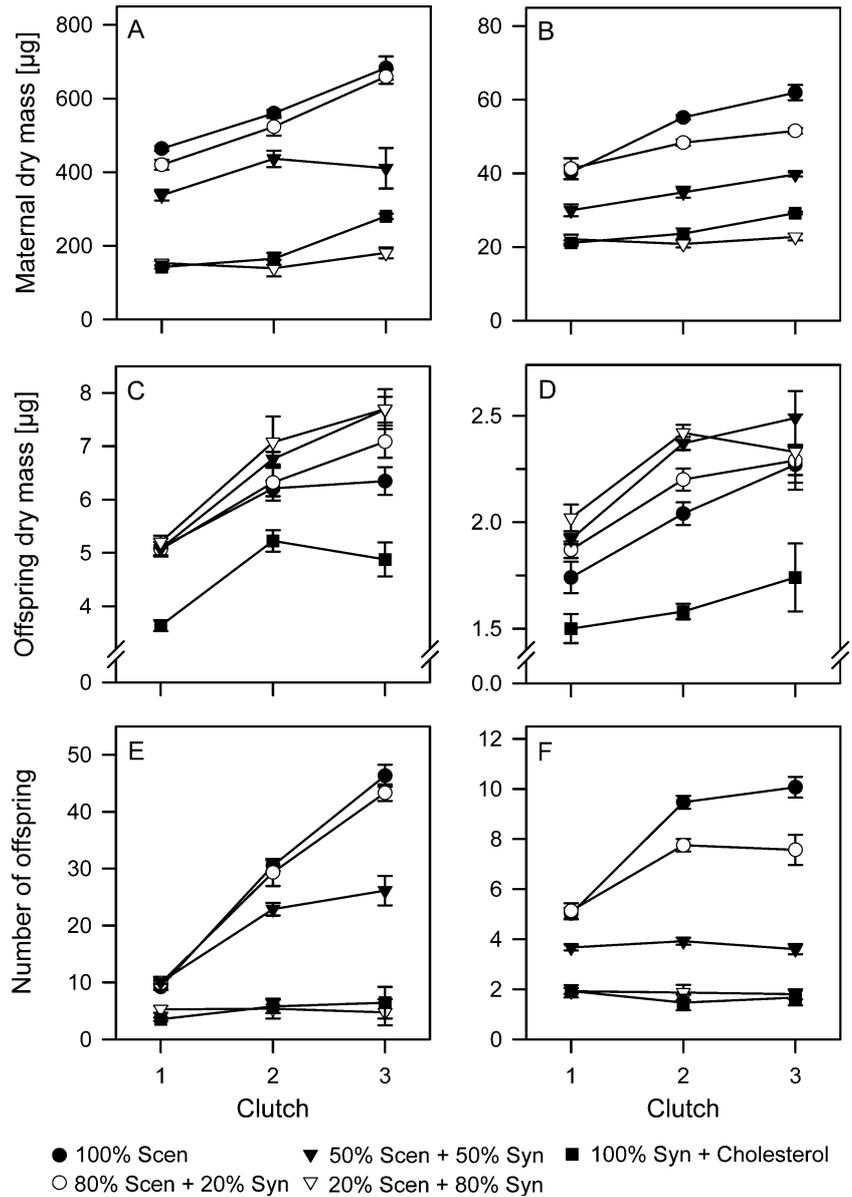 A
B
Maternal dry mass [µg]
800
600
400
200
0
80
60
40
20
0
C
D
Offspring dry mass [µg]
8
7
6
5
4
0
2.5
2.0
1.5
0.0
E
F
Number of offspring
50
40
30
20
10
0
12
10
8
6
4
2
0
1 2 3
1 2 3
Clutch
Clutch
100% Scen
50% Scen + 50% Syn
100% Syn + Cholesterol
80% Scen + 20% Syn
20% Scen + 80% Syn